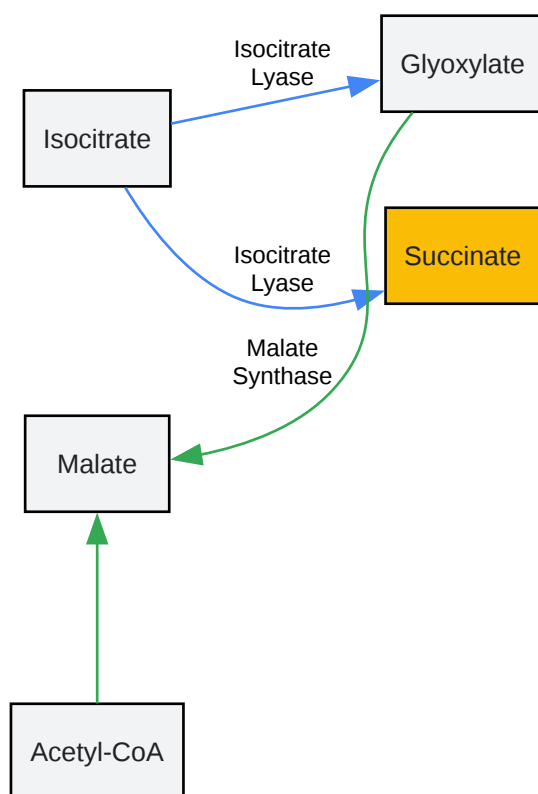 Isocitrate
Lyase
Glyoxylate
Isocitrate
Succinate
Isocitrate
Lyase
Malate
Synthase
Malate
Acetyl-CoA